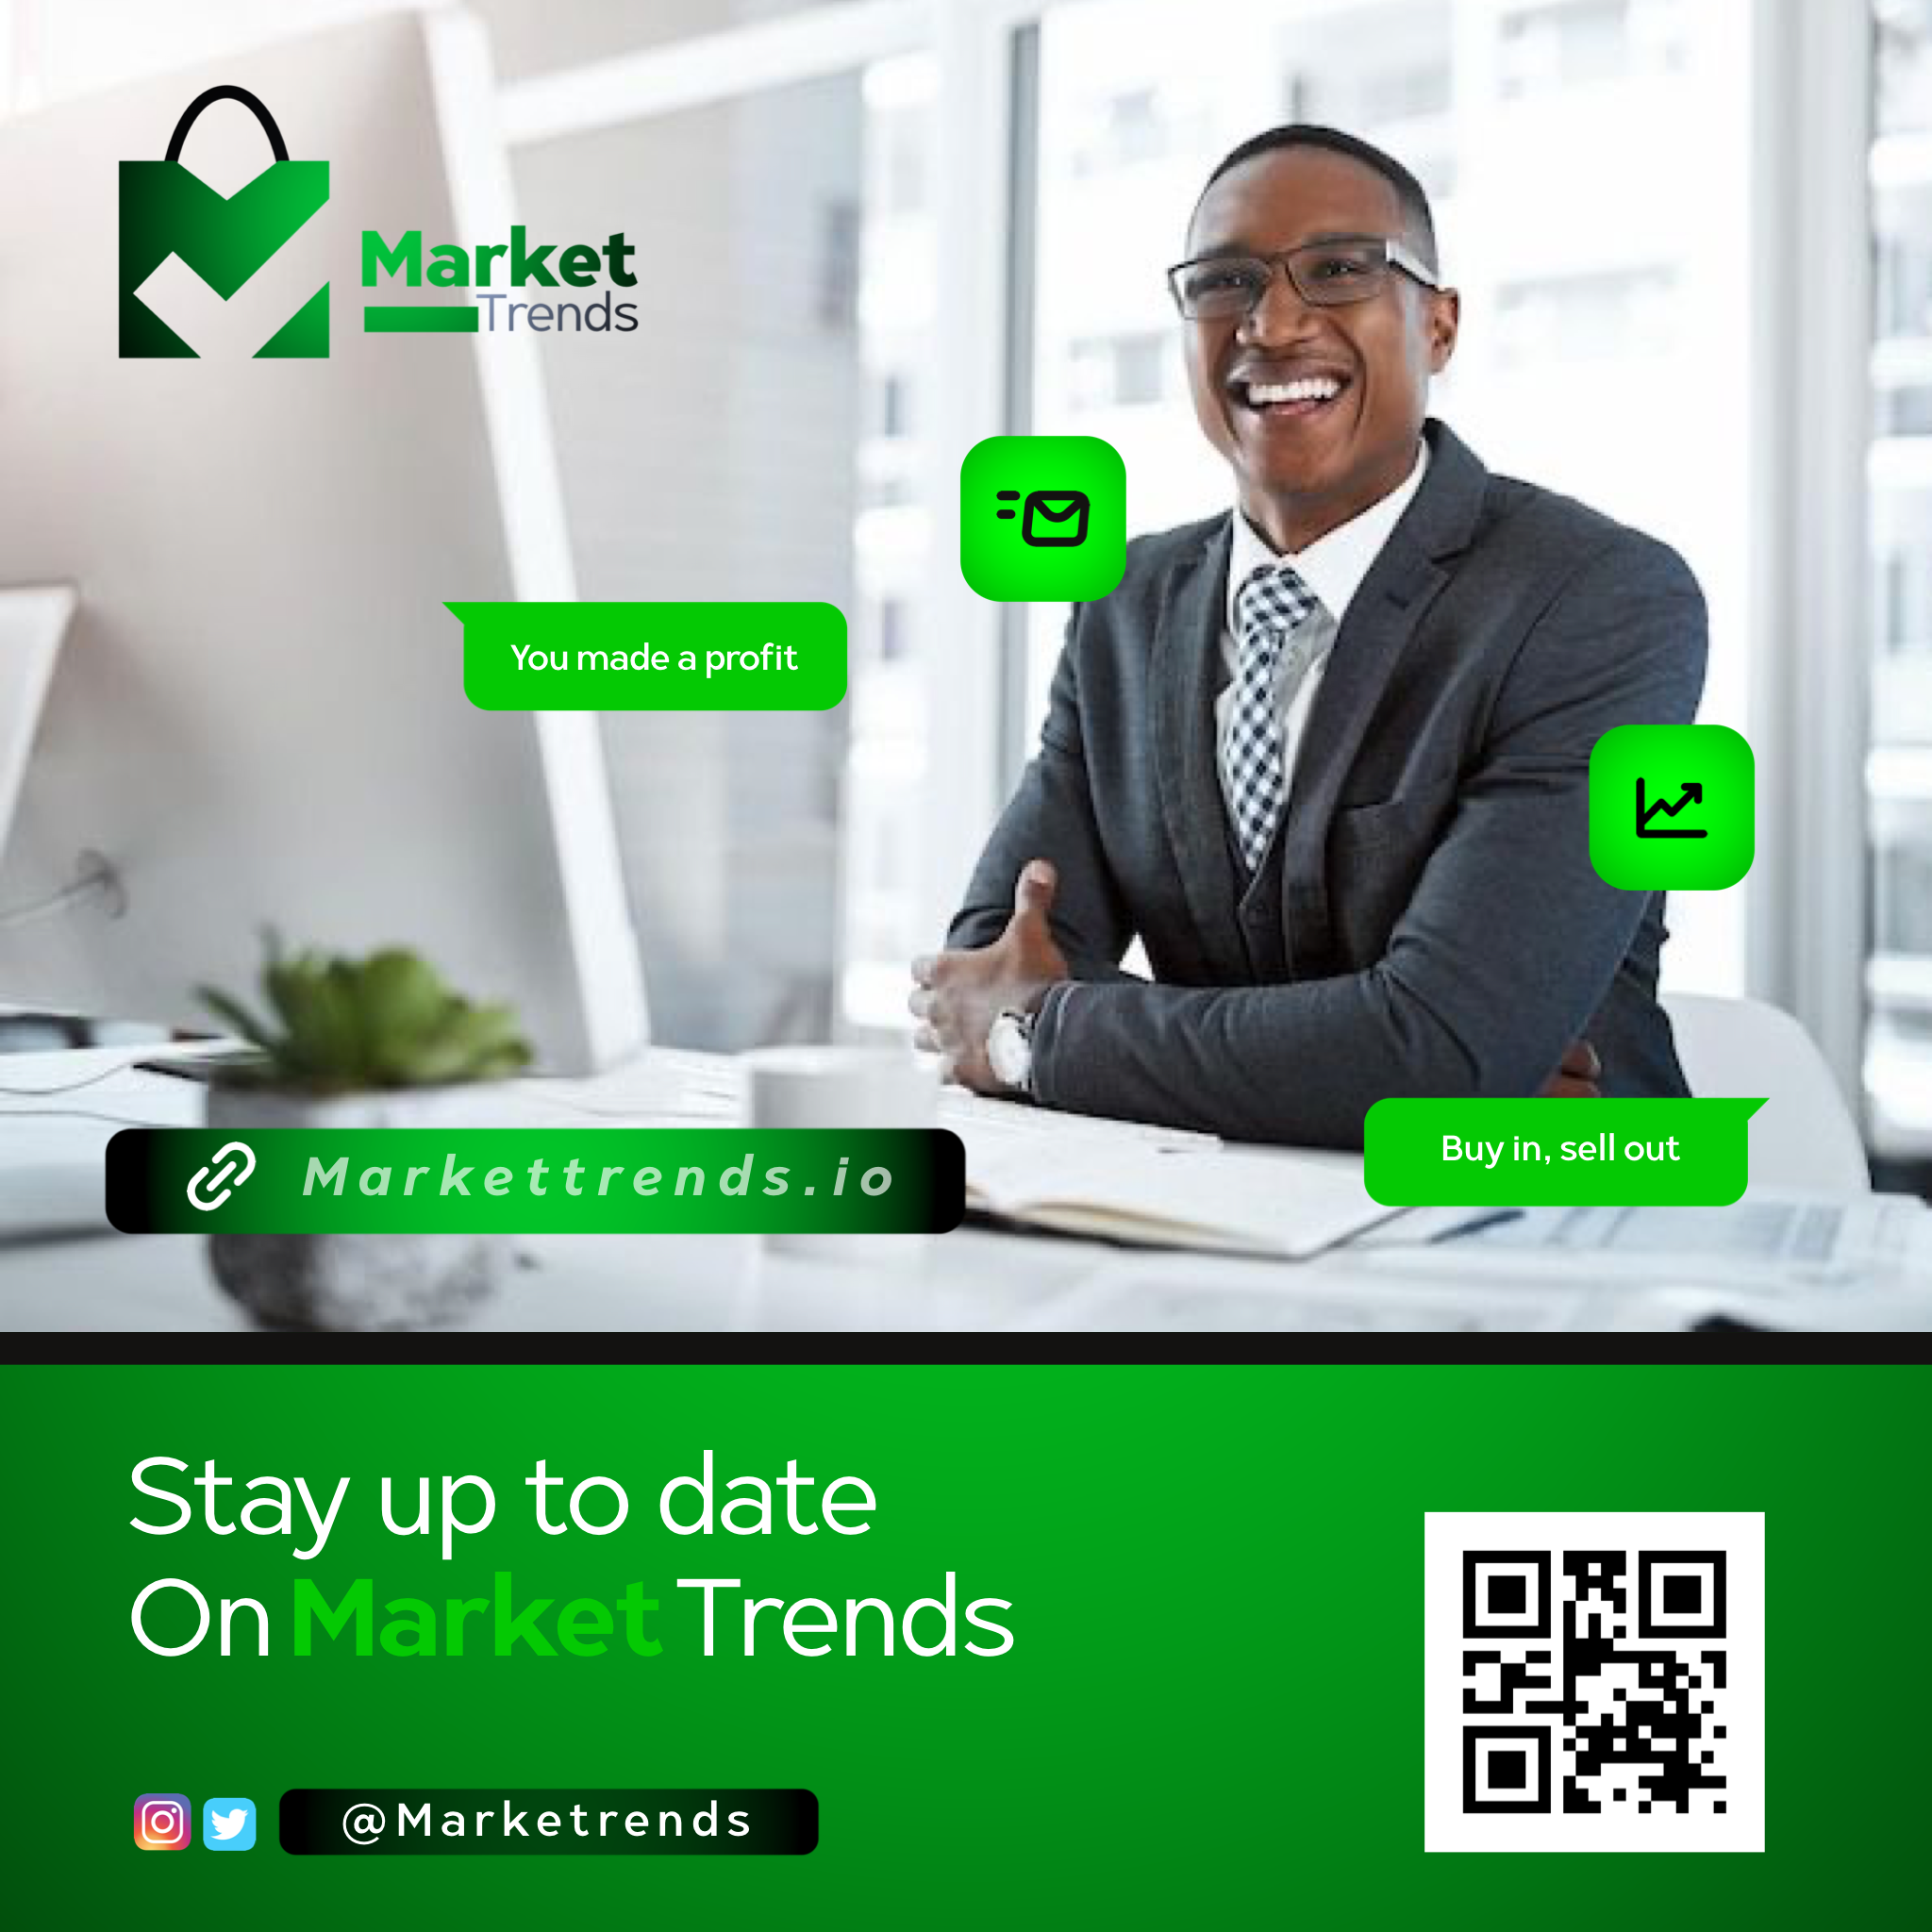 Market
Trends
You made a profit
Markettrends.io
Buy in, sell out
Stay up to date
On Market Trends
@Marketrends